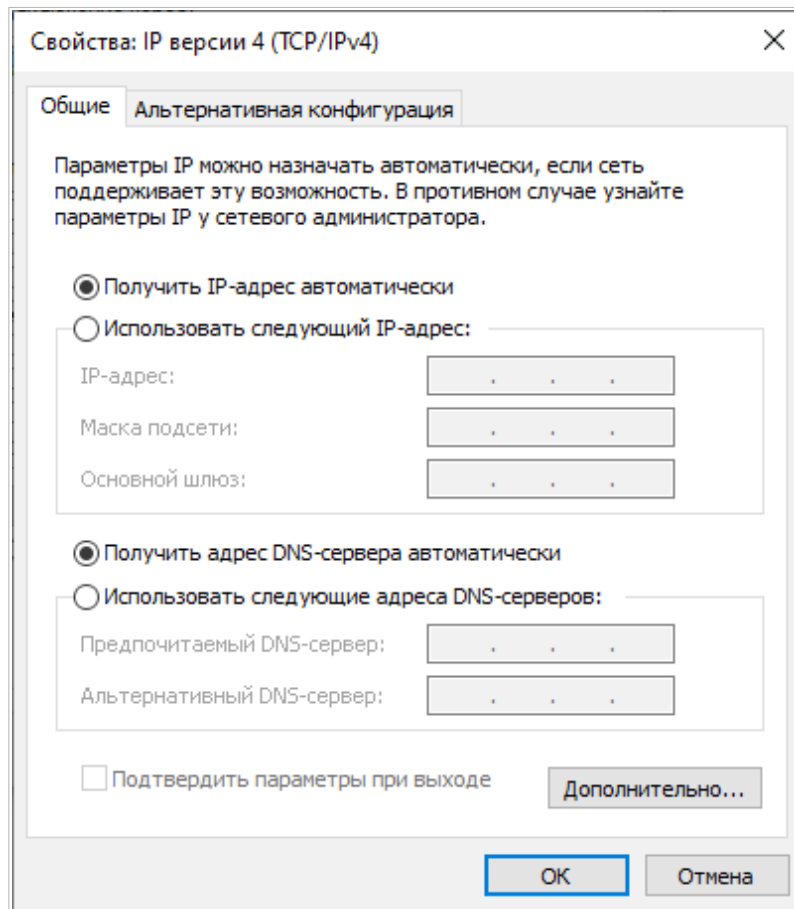 Свойства: IP версии 4 (TCP/IPv4)
Общие
Альтернативная конфигурация
Параметры IP можно назначать автоматически, если сеть
поддерживает эту возможность. В противном случае узнайте
параметры IP у сетевого администратора.
Получить IP-адрес автоматически
Использовать следующий IP-адрес:
IP-адрес:
Маска подсети:
Основной шлюз:
Получить адрес DNS-сервера автоматически
Использовать следующие адреса DNS-серверов:
Предпочитаемый DNS-сервер:
Альтернативный DNS-сервер:
Подтвердить параметры при выходе
Дополнительно...
ОК
Отмена